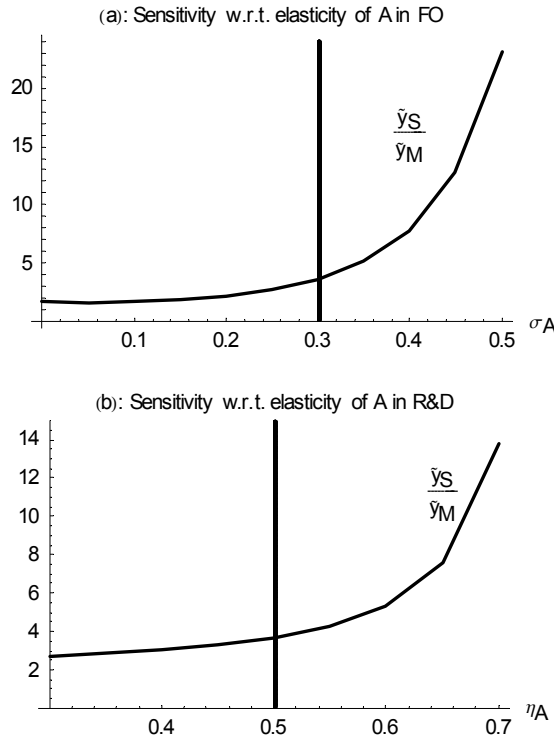 (a): Sensitivity w.r.t. elasticity of A in FO
20
15
10
5
ỹS
ỹM
0.1 0.2 0.3 0.4 0.5 σA
(b): Sensitivity w.r.t. elasticity of A in R&D
14
12
10
8
6
4
2
ỹS
ỹM
0.4 0.5 0.6 0.7 ηA